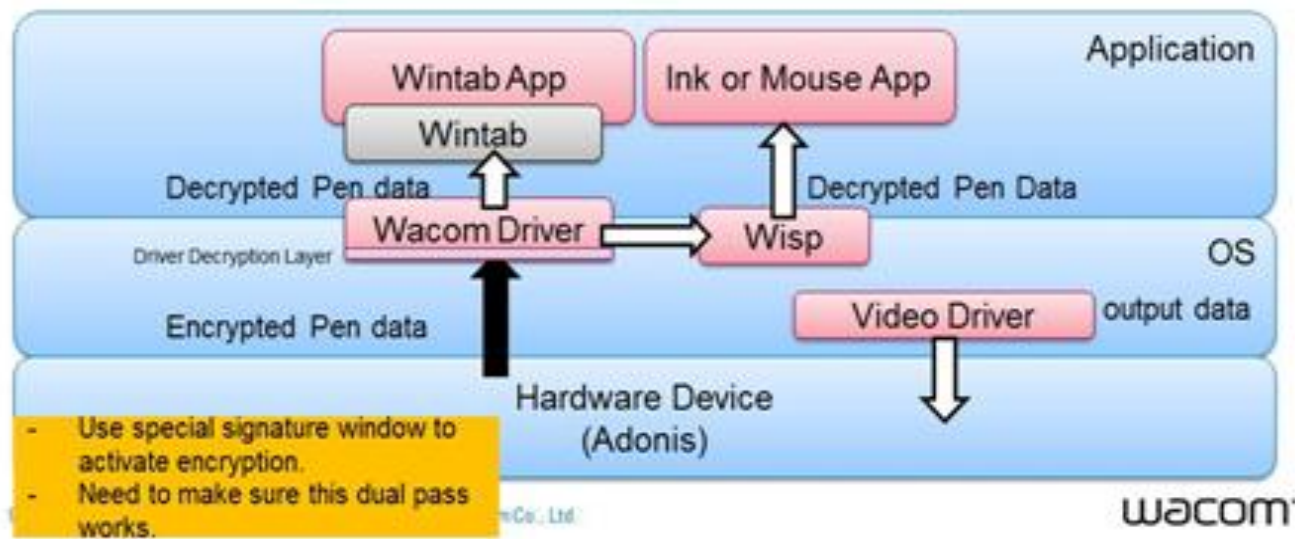 Application
Wintab App
Ink or Mouse App
Wintab
Decrypted Pen data
Decrypted Pen Data
Wacom Driver
Wisp
Driver Decryption Layer
OS
Encrypted Pen data
Video Driver
output data
Hardware Device
(Adonis)
- Use special signature window to
activate encryption.
- Need to make sure this dual pass
works.
Co., Ltd.
wacom